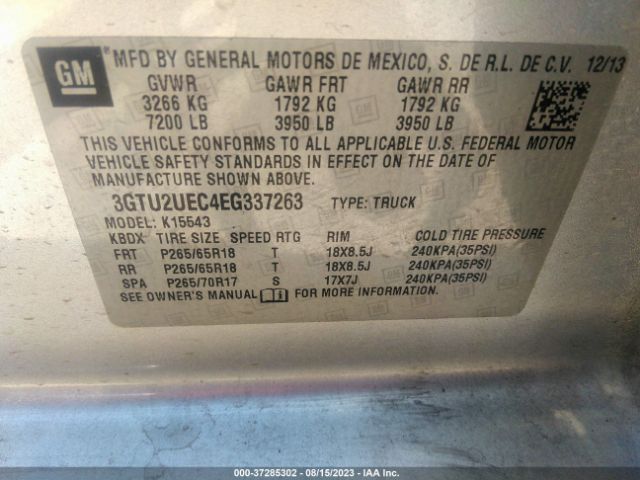 GM
MFD BY GENERAL MOTORS DE MEXICO, S. DE R.L. DE C.V. 12/13
GVWR GAWR FRT GAWR RR
3266 KG 1792 KG 1792 KG
7200 LB 3950 LB 3950 LB
THIS VEHICLE CONFORMS TO ALL APPLICABLE U.S. FEDERAL MOTOR
VEHICLE SAFETY STANDARDS IN EFFECT ON THE DATE OF
MANUFACTURE SHOWN ABOVE.
3GTU2UEC4EG337263 TYPE: TRUCK
MODEL: K15543
KBDX TIRE SIZE SPEED RTG RIM COLD TIRE PRESSURE
FRT P265/65R18 T 18X8.5J 240KPA(35PSI)
RR P265/65R18 T 18X8.5J 240KPA(35PSI)
SPA P265/70R17 S 17X7J 240KPA(35PSI)
SEE OWNER'S MANUAL FOR MORE INFORMATION.
000-37285302 - 08/15/2023 - IAA Inc.